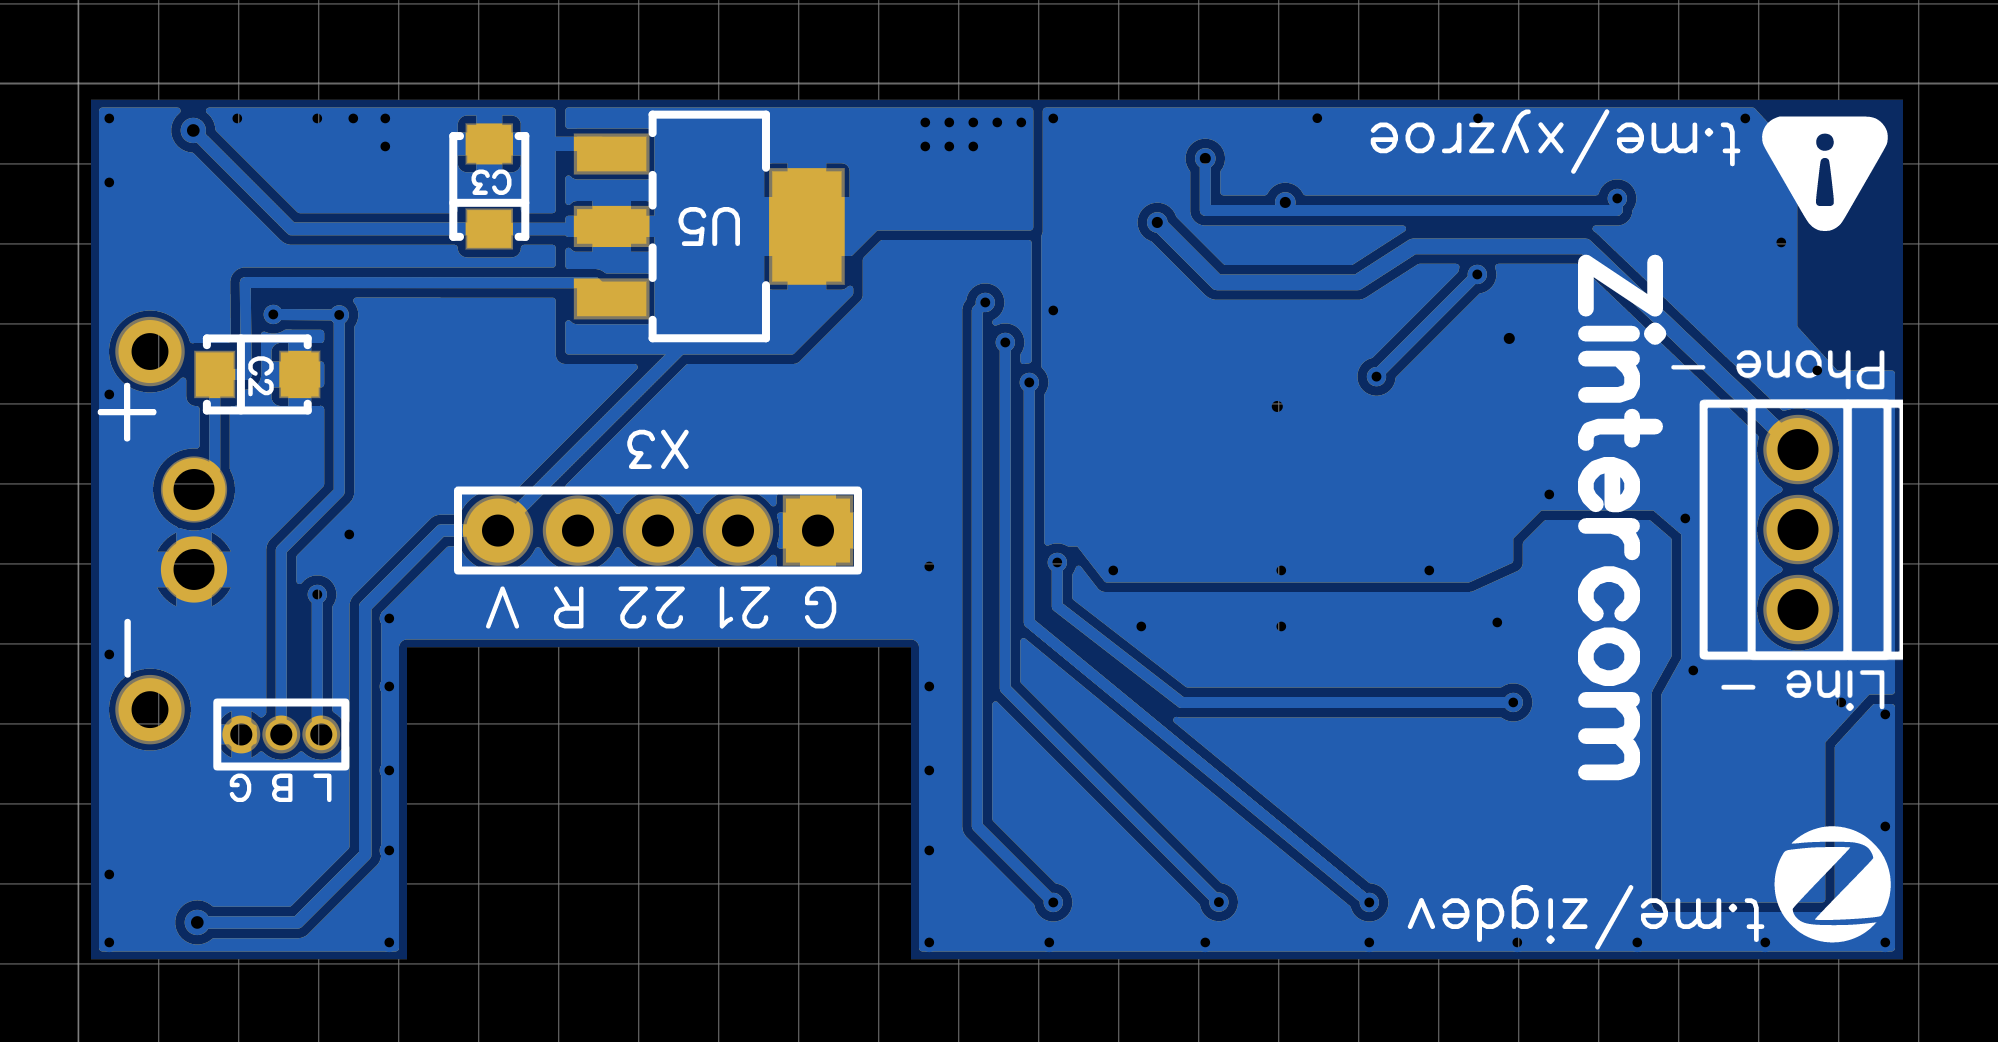 t.me/xyzroe
C3
U5
Zintercom
Phone –
C2
+
X3
V R 22 21 G
–
Line –
G B L
t.me/zigdev
Z